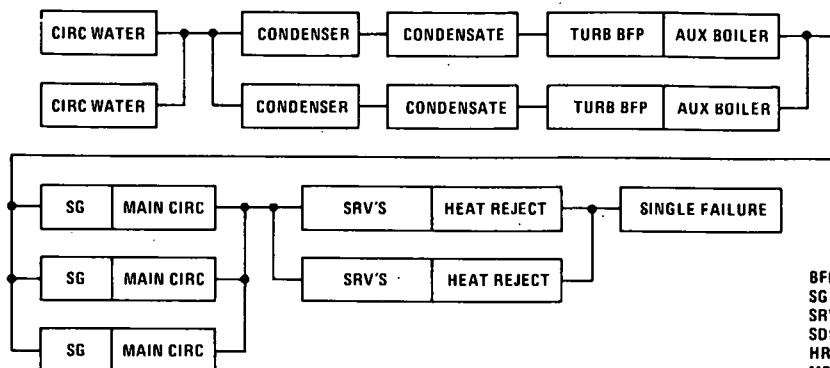 CIRC WATER CONDENSER CONDENSATE TURB BFP AUX BOILER
CIRC WATER CONDENSER CONDENSATE TURB BFP AUX BOILER
SG MAIN CIRC SRV'S HEAT REJECT SINGLE FAILURE
SG MAIN CIRC SRV'S HEAT REJECT
SG MAIN CIRC
SG